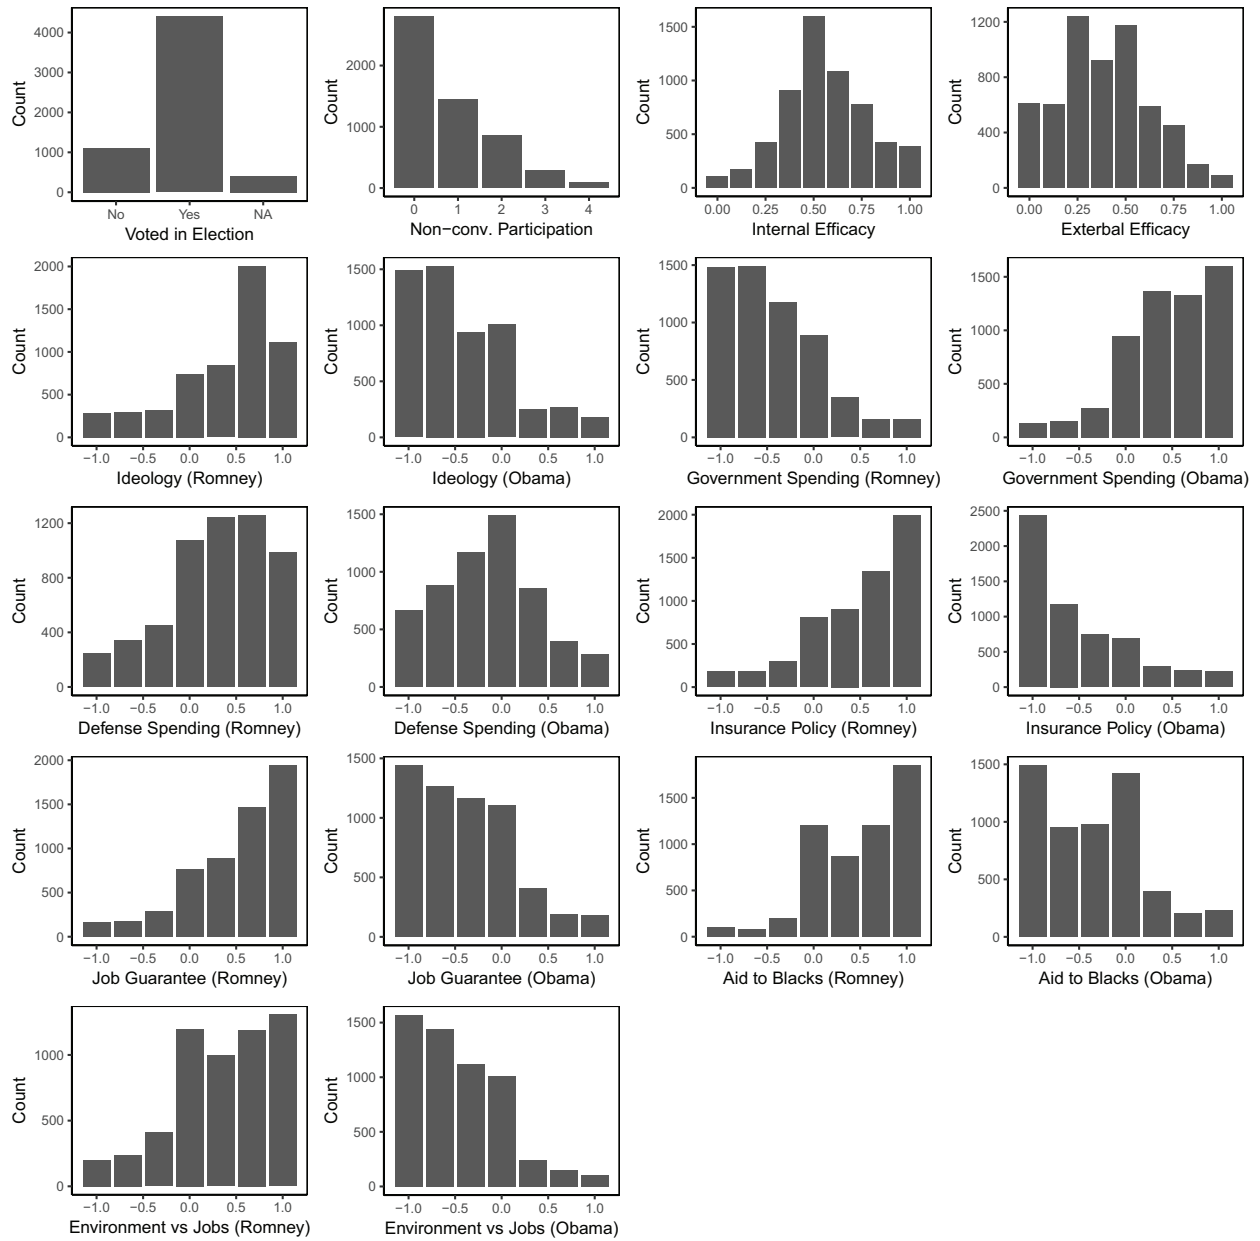 Count
4000
3000
2000
1000
0
No Yes NA
Voted in Election
Count
2000
1000
0
0 1 2 3 4
Non−conv. Participation
Count
1500
1000
500
0
0.00 0.25 0.50 0.75 1.00
Internal Efficacy
Count
1200
800
400
0
0.00 0.25 0.50 0.75 1.00
Exterbal Efficacy
Count
2000
1500
1000
500
0
−1.0 −0.5 0.0 0.5 1.0
Ideology (Romney)
Count
1500
1000
500
0
−1.0 −0.5 0.0 0.5 1.0
Ideology (Obama)
Count
1500
1000
500
0
−1.0 −0.5 0.0 0.5 1.0
Government Spending (Romney)
Count
1500
1000
500
0
−1.0 −0.5 0.0 0.5 1.0
Government Spending (Obama)
Count
1200
800
400
0
−1.0 −0.5 0.0 0.5 1.0
Defense Spending (Romney)
Count
1500
1000
500
0
−1.0 −0.5 0.0 0.5 1.0
Defense Spending (Obama)
Count
2000
1500
1000
500
0
−1.0 −0.5 0.0 0.5 1.0
Insurance Policy (Romney)
Count
2500
2000
1500
1000
500
0
−1.0 −0.5 0.0 0.5 1.0
Insurance Policy (Obama)
Count
2000
1500
1000
500
0
−1.0 −0.5 0.0 0.5 1.0
Job Guarantee (Romney)
Count
1500
1000
500
0
−1.0 −0.5 0.0 0.5 1.0
Job Guarantee (Obama)
Count
1500
1000
500
0
−1.0 −0.5 0.0 0.5 1.0
Aid to Blacks (Romney)
Count
1500
1000
500
0
−1.0 −0.5 0.0 0.5 1.0
Aid to Blacks (Obama)
Count
1000
500
0
−1.0 −0.5 0.0 0.5 1.0
Environment vs Jobs (Romney)
Count
1500
1000
500
0
−1.0 −0.5 0.0 0.5 1.0
Environment vs Jobs (Obama)